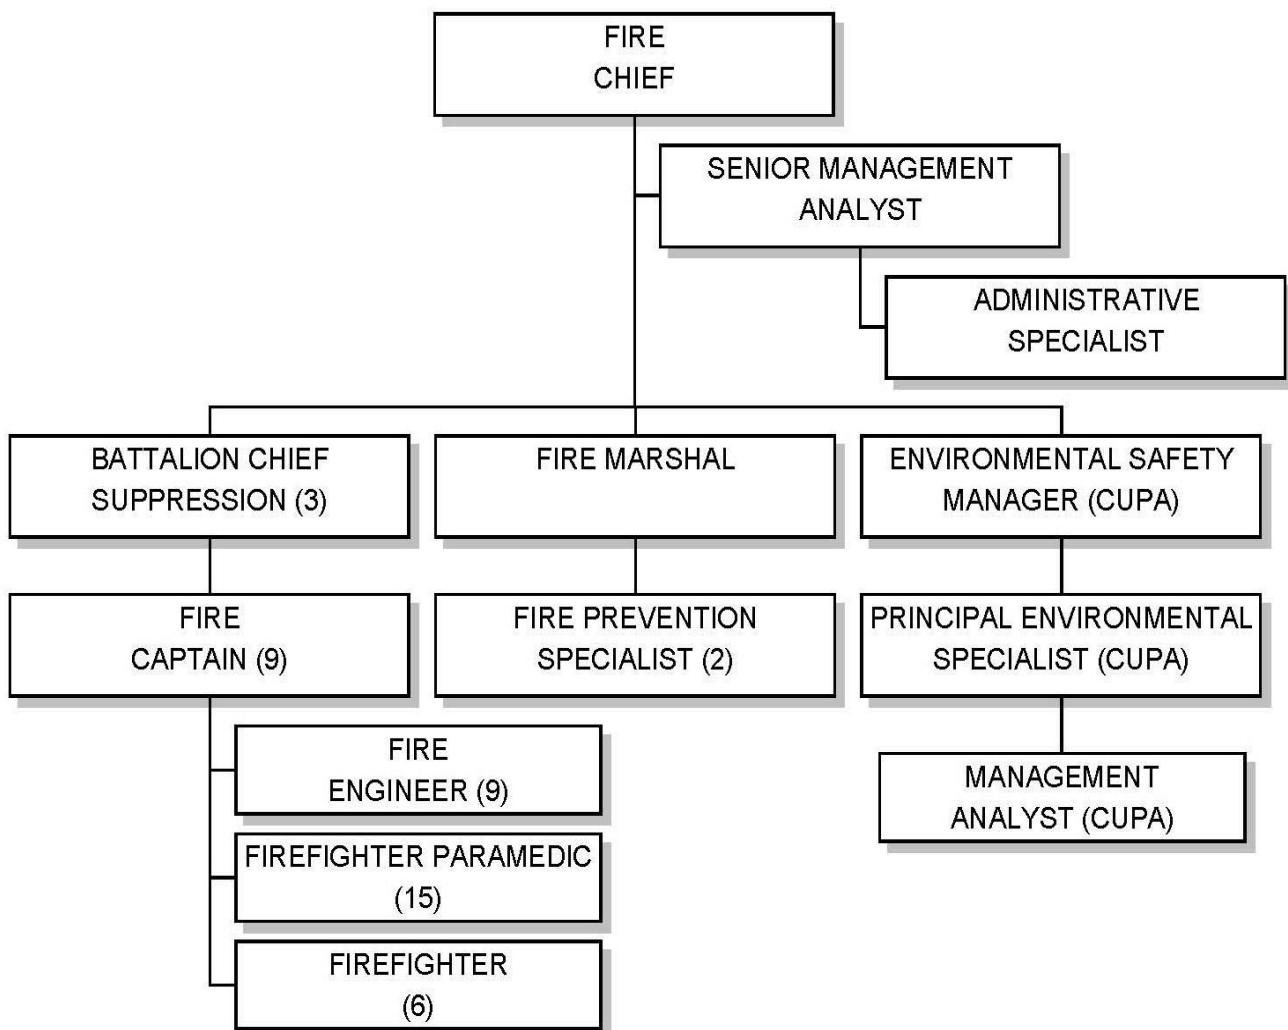 FIRE
CHIEF
SENIOR MANAGEMENT
ANALYST
ADMINISTRATIVE
SPECIALIST
BATTALION CHIEF
SUPPRESSION (3)
FIRE MARSHAL
ENVIRONMENTAL SAFETY
MANAGER (CUPA)
FIRE
CAPTAIN (9)
FIRE PREVENTION
SPECIALIST (2)
PRINCIPAL ENVIRONMENTAL
SPECIALIST (CUPA)
FIRE
ENGINEER (9)
MANAGEMENT
ANALYST (CUPA)
FIREFIGHTER PARAMEDIC
(15)
FIREFIGHTER
(6)